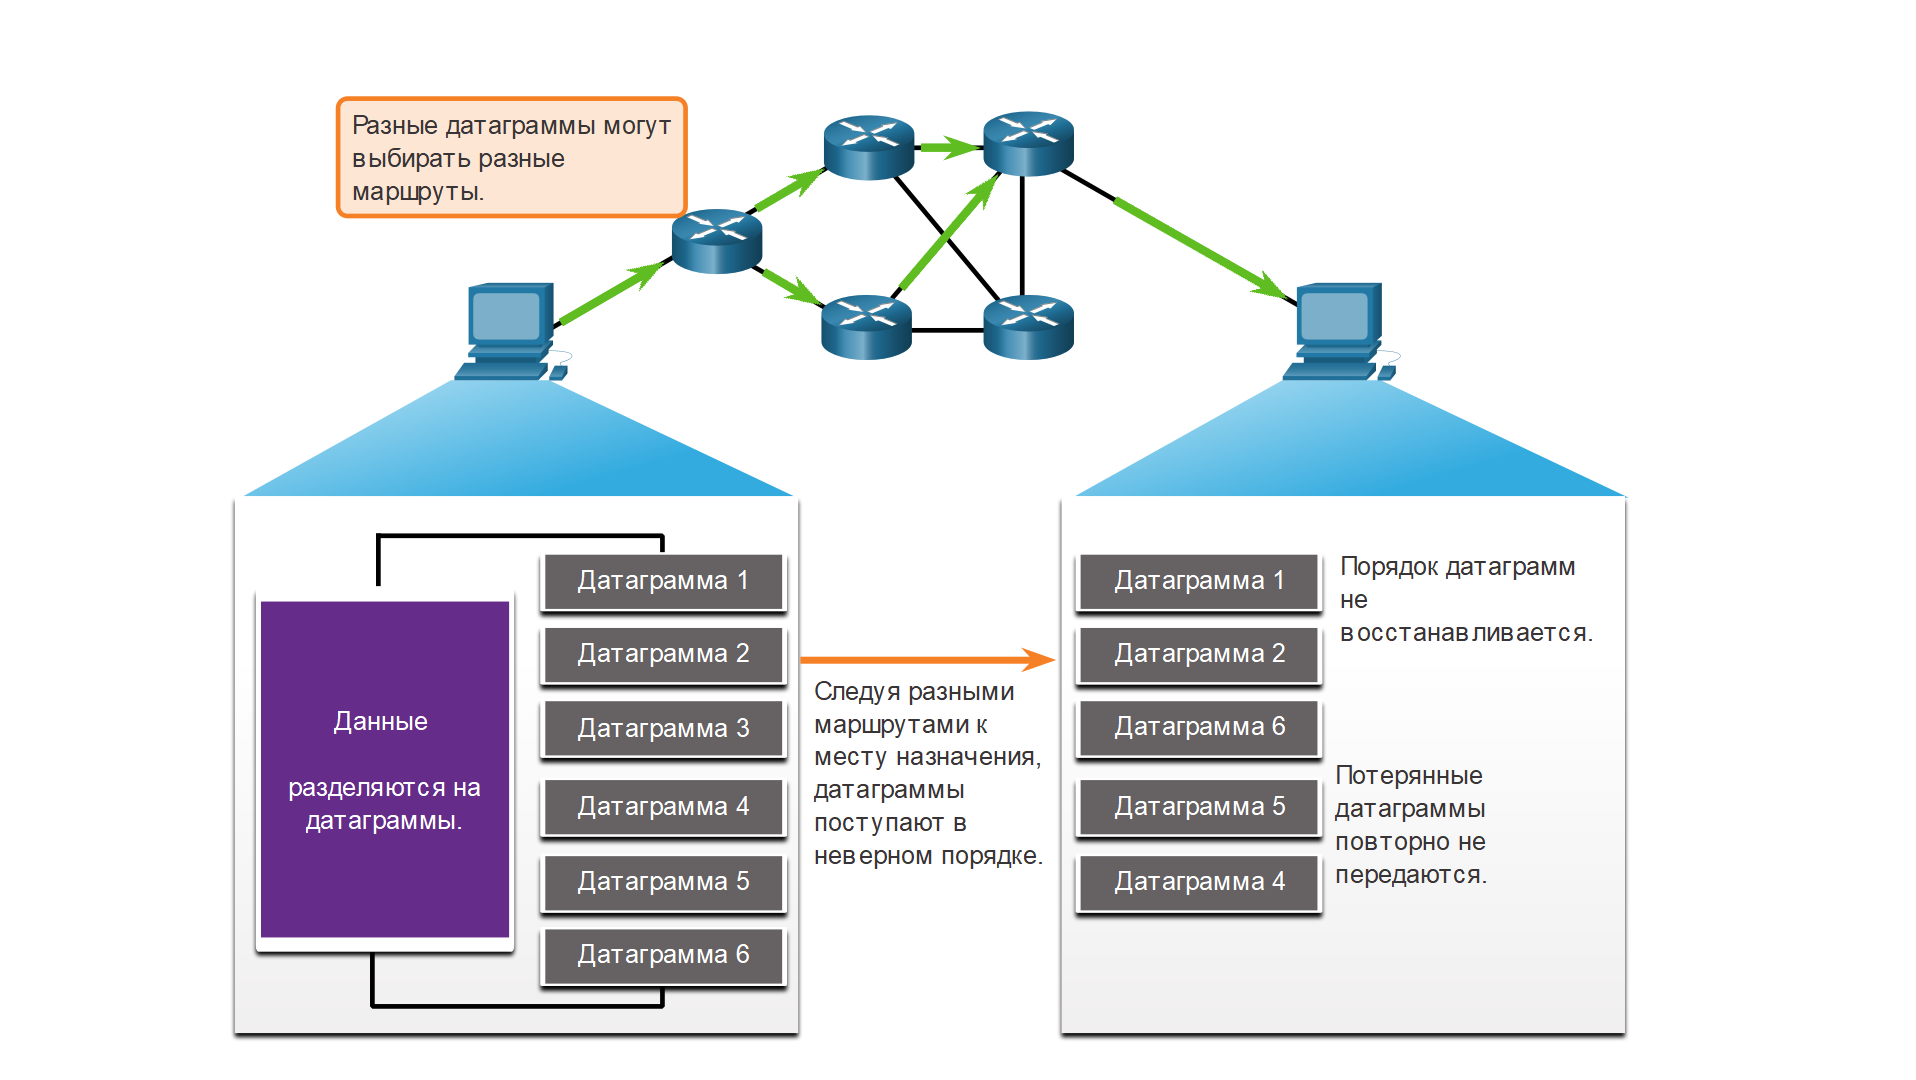 Разные датаграммы могут
выбирать разные
маршруты.
Данные
разделяются на
датаграммы.
Датаграмма 1
Датаграмма 2
Датаграмма 3
Датаграмма 4
Датаграмма 5
Датаграмма 6
Следуя разными
маршрутами к
месту назначения,
датаграммы
поступают в
неверном порядке.
Датаграмма 1
Датаграмма 2
Датаграмма 6
Датаграмма 5
Датаграмма 4
Порядок датаграмм
не
восстанавливается.
Потерянные
датаграммы
повторно не
передаются.